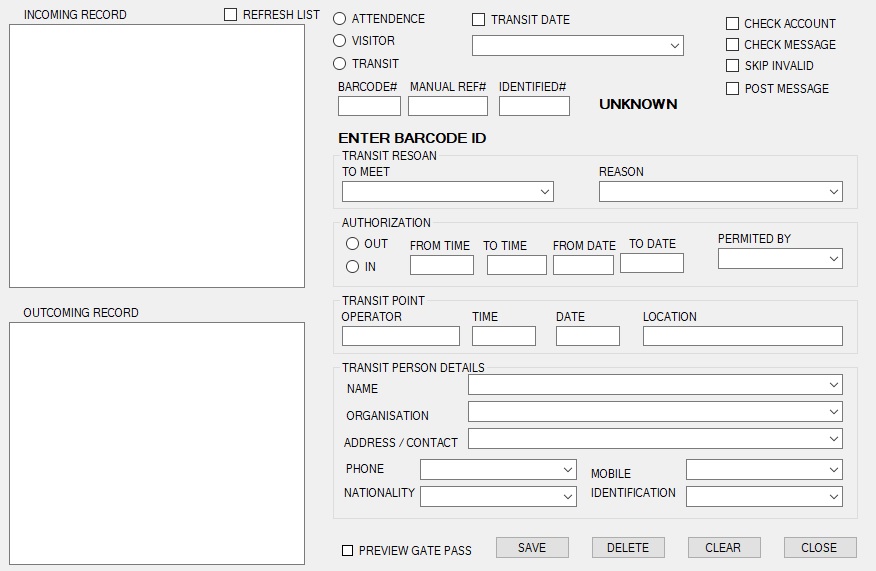 INCOMING RECORD
REFRESH LIST
OUTCOMING RECORD
ATTENDENCE
VISITOR
TRANSIT
TRANSIT DATE
CHECK ACCOUNT
CHECK MESSAGE
SKIP INVALID
POST MESSAGE
BARCODE# MANUAL REF# IDENTIFIED#
UNKNOWN
ENTER BARCODE ID
TRANSIT RESOAN
TO MEET REASON
AUTHORIZATION
OUT
IN
FROM TIME TO TIME FROM DATE TO DATE PERMITED BY
TRANSIT POINT
OPERATOR TIME DATE LOCATION
TRANSIT PERSON DETAILS
NAME
ORGANISATION
ADDRESS / CONTACT
PHONE MOBILE
NATIONALITY IDENTIFICATION
PREVIEW GATE PASS SAVE DELETE CLEAR CLOSE